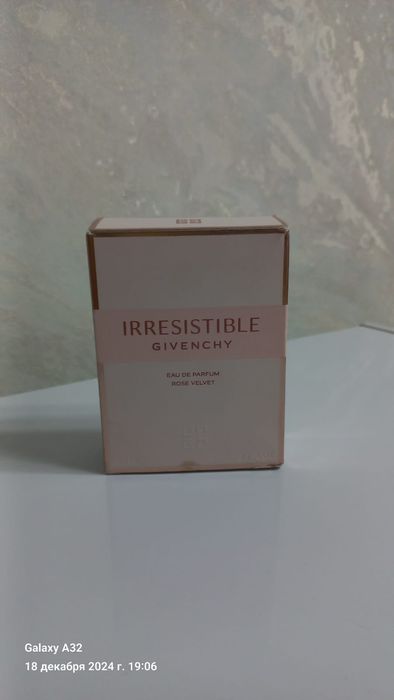 IRRESISTIBLE
GIVENCHY
EAU DE PARFUM
ROSE VELVET
Galaxy A32
18 декабря 2024 г. 19:06